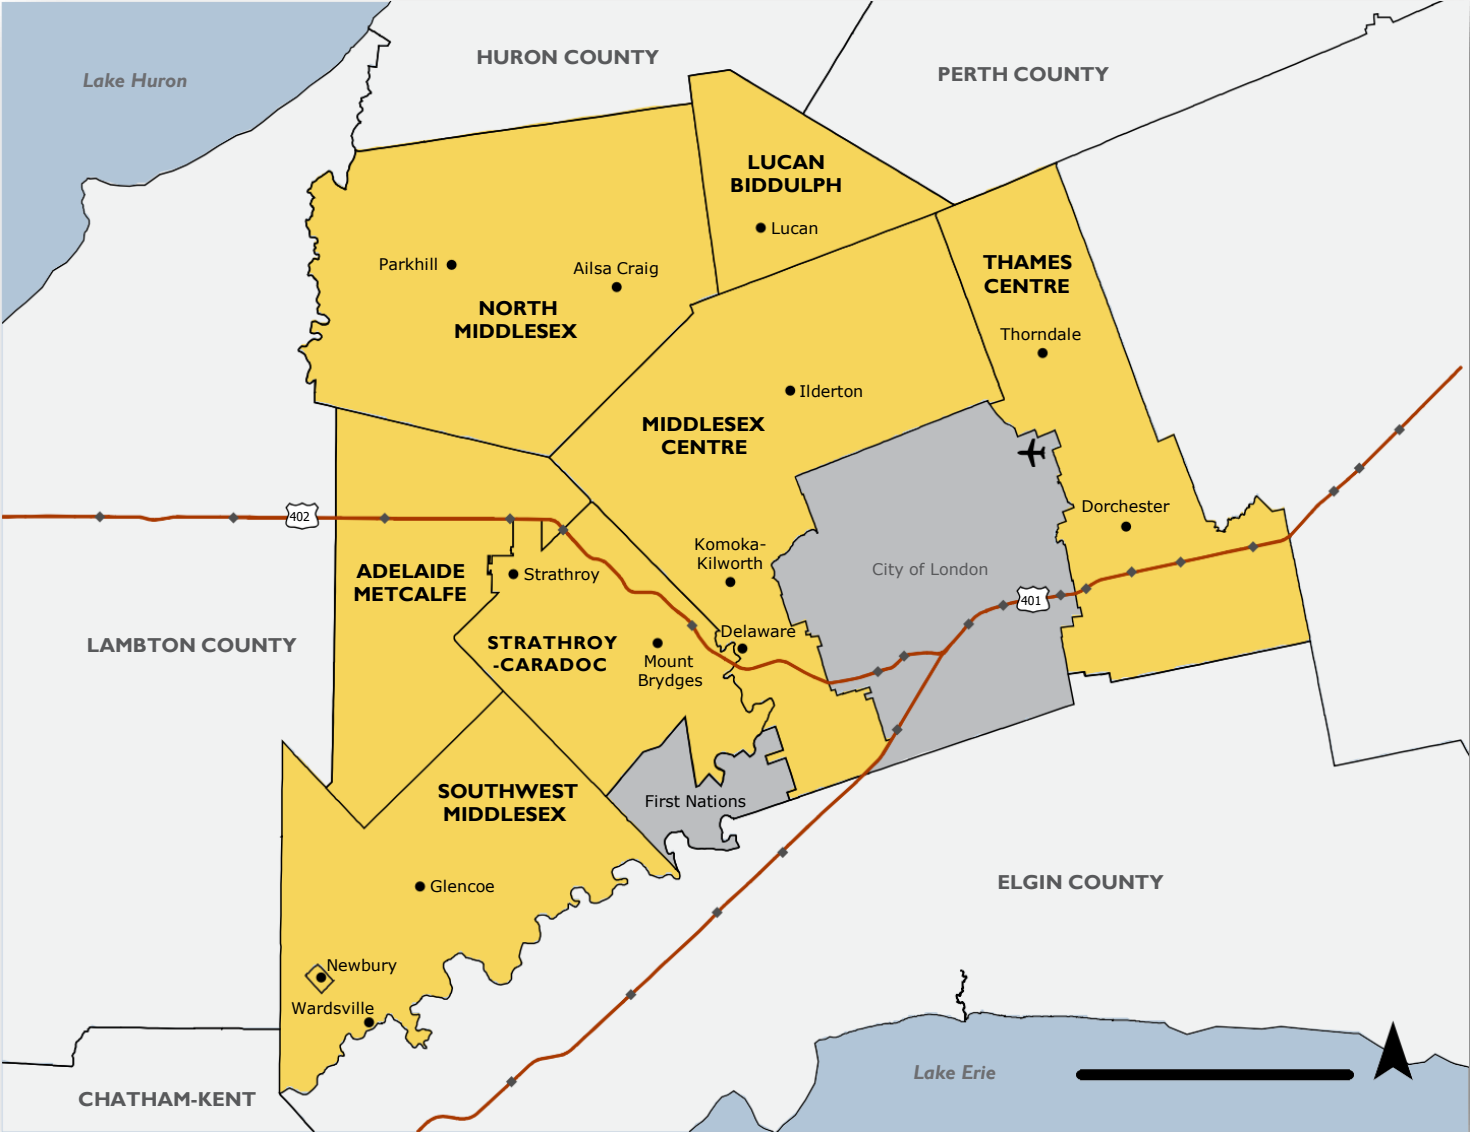 HURON COUNTY
PERTH COUNTY
Lake Huron
LUCAN
BIDDULPH
Lucan
THAMES
CENTRE
Parkhill
Ailsa Craig
NORTH
MIDDLESEX
Thorndale
Ilderton
MIDDLESEX
CENTRE
402
Dorchester
Komoka-
Kilworth
City of London
ADELAIDE
METCALFE
Strathroy
401
Delaware
LAMBTON COUNTY
STRATHROY
-CARADOC
Mount
Brydges
SOUTHWEST
MIDDLESEX
First Nations
Glencoe
ELGIN COUNTY
Newbury
Wardsville
Lake Erie
CHATHAM-KENT